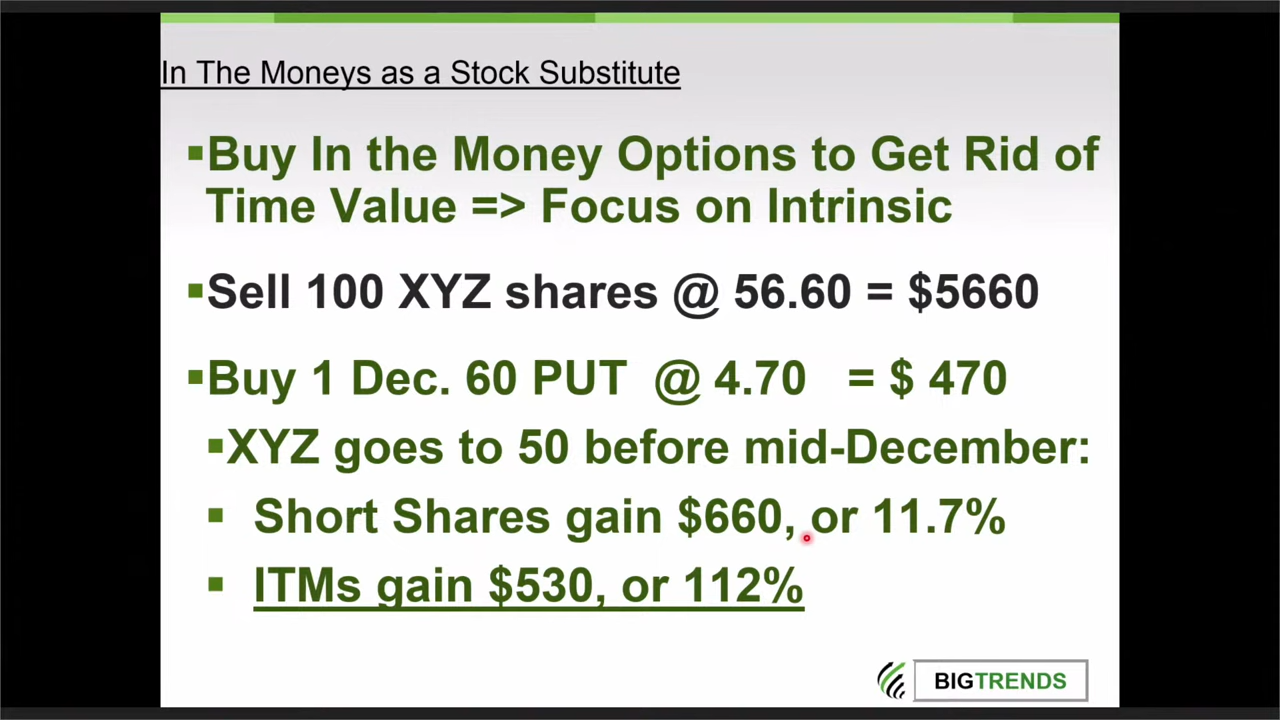 In The Moneys as a Stock Substitute
▪Buy In the Money Options to Get Rid of
Time Value => Focus on Intrinsic
▪Sell 100 XYZ shares @ 56.60 = $5660
▪Buy 1 Dec. 60 PUT @ 4.70 = $ 470
▪XYZ goes to 50 before mid-December:
▪ Short Shares gain $660, or 11.7%
▪ ITMs gain $530, or 112%
BIGTRENDS